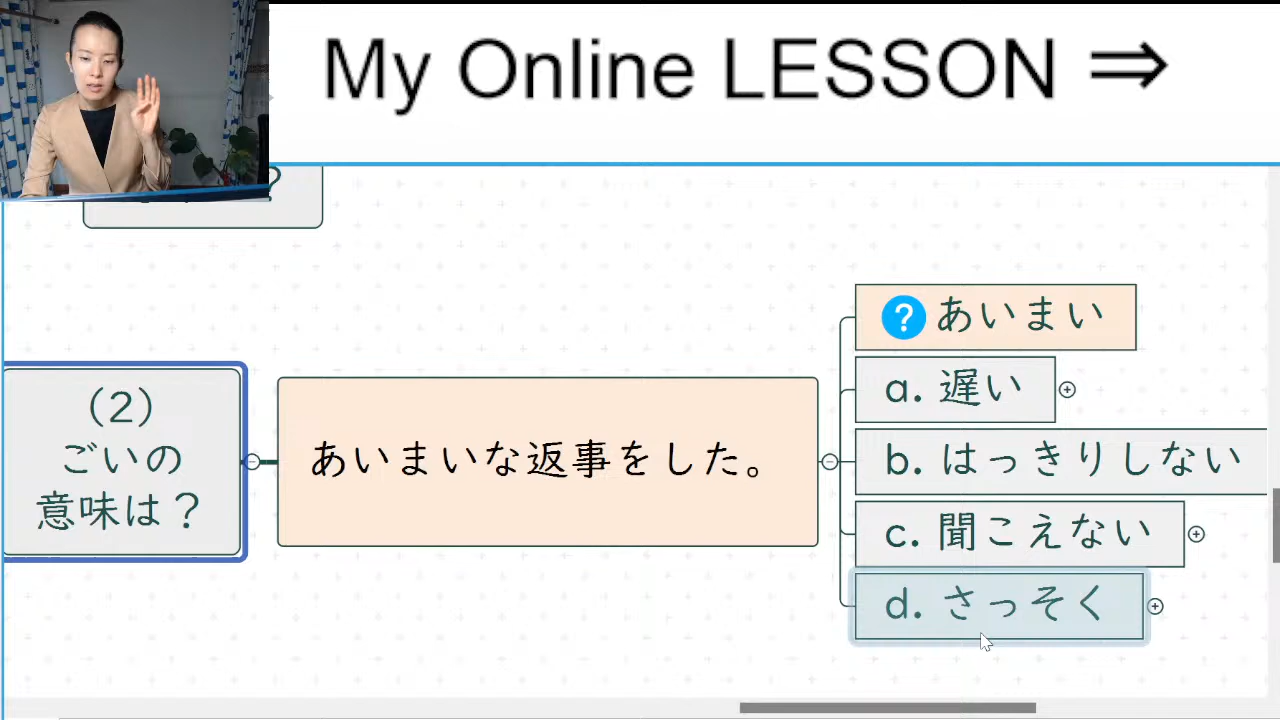 My Online LESSON ⇒
?
(2)
ごいの
意味は？
あいまいな返事をした。
? あいまい
a. 遅い
b. はっきりしない
c. 聞こえない
d. さっそく